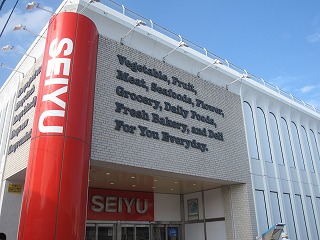 SEIYU
Vegetable, Fruit,
Meat, Seafoods, Flower,
Grocery, Daily Foods,
Fresh Bakery, and Deli
For You Everyday.
SEIYU